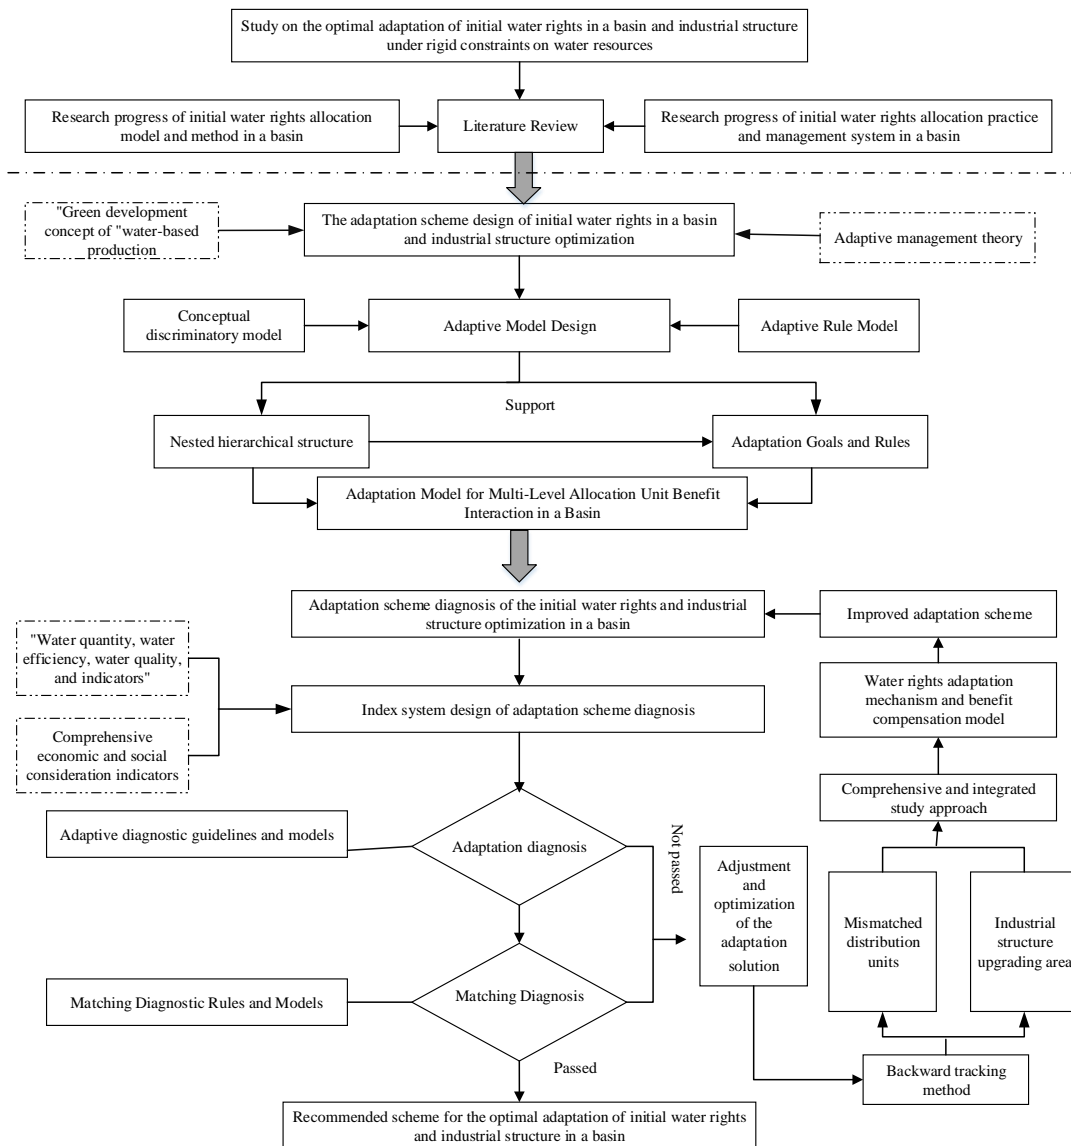 Study on the optimal adaptation of initial water rights in a basin and industrial structure
under rigid constraints on water resources
Research progress of initial water rights allocation
model and method in a basin
Literature Review
Research progress of initial water rights allocation practice
and management system in a basin
"Green development
concept of "water-based
production
The adaptation scheme design of initial water rights in a basin
and industrial structure optimization
Adaptive management theory
Conceptual
discriminatory model
Adaptive Model Design
Adaptive Rule Model
Support
Nested hierarchical structure
Adaptation Goals and Rules
Adaptation Model for Multi-Level Allocation Unit Benefit
Interaction in a Basin
Adaptation scheme diagnosis of the initial water rights and industrial
structure optimization in a basin
Improved adaptation scheme
"Water quantity, water
efficiency, water quality,
and indicators"
Water rights adaptation
mechanism and benefit
compensation model
Index system design of adaptation scheme diagnosis
Comprehensive
economic and social
consideration indicators
Comprehensive and integrated
study approach
Adaptive diagnostic guidelines and models
Adaptation diagnosis
Not passed
Adjustment
and
optimization
of the
adaptation
solution
Mismatched
distribution
units
Industrial
structure
upgrading area
Matching Diagnostic Rules and Models
Matching Diagnosis
Passed
Backward tracking
method
Recommended scheme for the optimal adaptation of initial water rights
and industrial structure in a basin